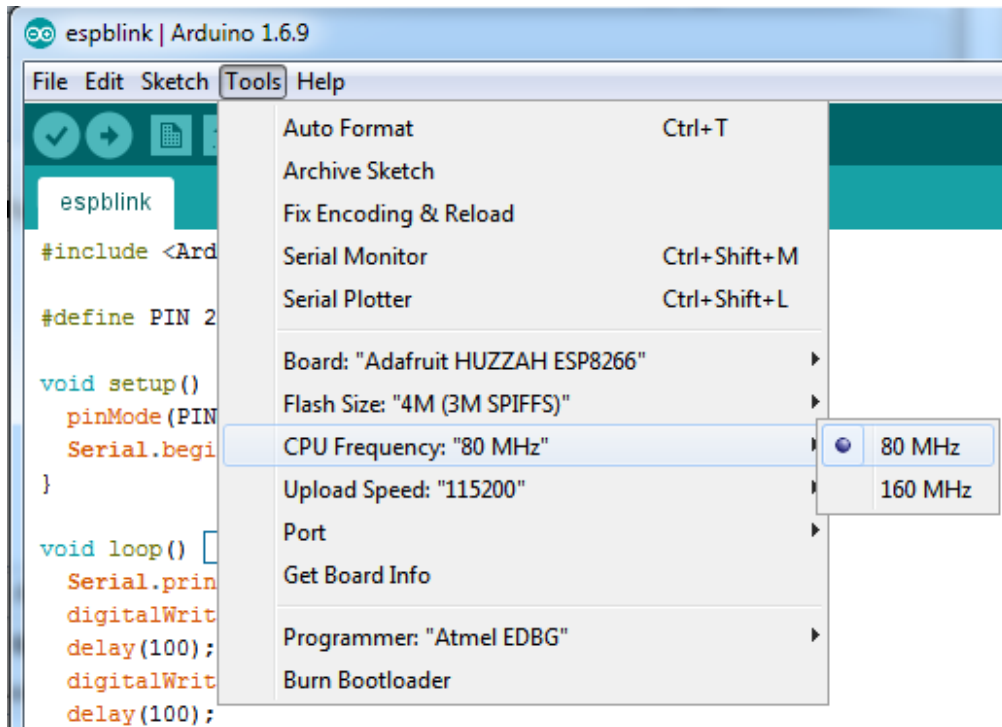 espblink | Arduino 1.6.9
File Edit Sketch Tools Help
Auto Format Ctrl+T
Archive Sketch
espblink
Fix Encoding & Reload
#include <Ard
Serial Monitor Ctrl+Shift+M
Serial Plotter Ctrl+Shift+L
#define PIN 2
Board: "Adafruit HUZZAH ESP8266"
void setup()
Flash Size: "4M (3M SPIFFS)"
pinMode(PIN
CPU Frequency: "80 MHz"
80 MHz
Serial.begi
}
Upload Speed: "115200"
160 MHz
Port
void loop()
Get Board Info
Serial.prin
digitalWrit
Programmer: "Atmel EDBG"
delay(100);
digitalWrit
Burn Bootloader
delay(100);